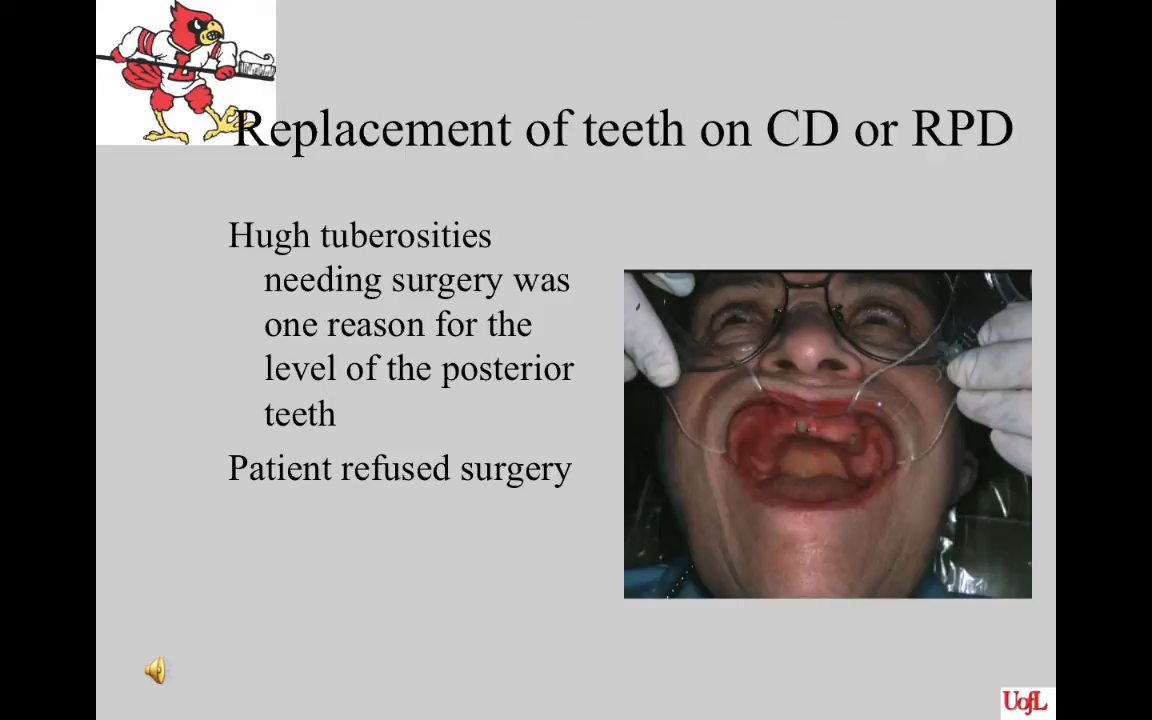 Replacement of teeth on CD or RPD
Hugh tuberosities
needing surgery was
one reason for the
level of the posterior
teeth
Patient refused surgery
UofL